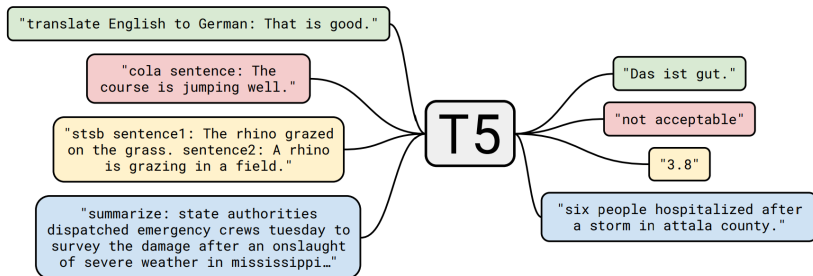 "translate English to German: That is good."
"cola sentence: The
course is jumping well."
"stsb sentence1: The rhino grazed
on the grass. sentence2: A rhino
is grazing in a field."
"summarize: state authorities
dispatched emergency crews tuesday to
survey the damage after an onslaught
of severe weather in mississippi…"
T5
"Das ist gut."
"not acceptable"
"3.8"
"six people hospitalized after
a storm in attala county."